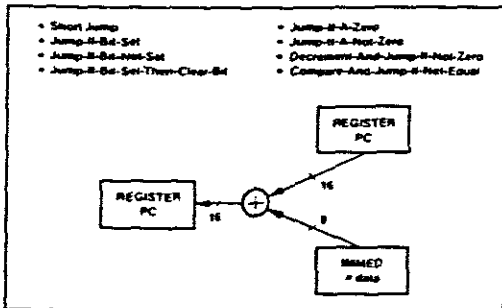 • Short Jump
• Jump-If-Bit-Set
• Jump-If-Bit-Not-Set
• Jump-If-Bit-Set-Then-Clear-Bit
• Jump-If-A-Zero
• Jump-If-A-Not-Zero
• Decrement-And-Jump-If-Not-Zero
• Compare-And-Jump-If-Not-Equal
REGISTER
PC
16
REGISTER
PC
16
+
8
IMMED
# data